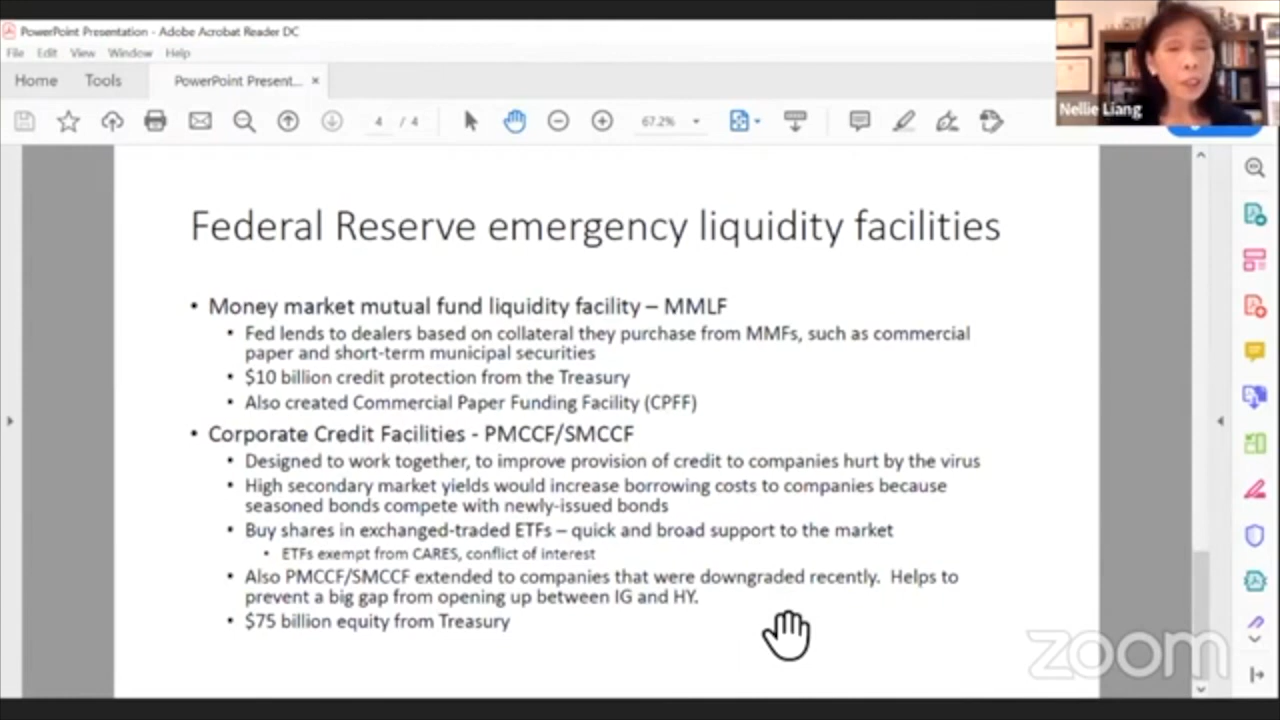 PowerPoint Presentation - Adobe Acrobat Reader DC
File Edit View Window Help
Home Tools PowerPoint Present... ×
4 / 4 67.2%
Nellie Liang
Federal Reserve emergency liquidity facilities
• Money market mutual fund liquidity facility – MMLF
• Fed lends to dealers based on collateral they purchase from MMFs, such as commercial
paper and short-term municipal securities
• $10 billion credit protection from the Treasury
• Also created Commercial Paper Funding Facility (CPFF)
• Corporate Credit Facilities - PMCCF/SMCCF
• Designed to work together, to improve provision of credit to companies hurt by the virus
• High secondary market yields would increase borrowing costs to companies because
seasoned bonds compete with newly-issued bonds
• Buy shares in exchanged-traded ETFs – quick and broad support to the market
• ETFs exempt from CARES, conflict of interest
• Also PMCCF/SMCCF extended to companies that were downgraded recently. Helps to
prevent a big gap from opening up between IG and HY.
• $75 billion equity from Treasury
zoom